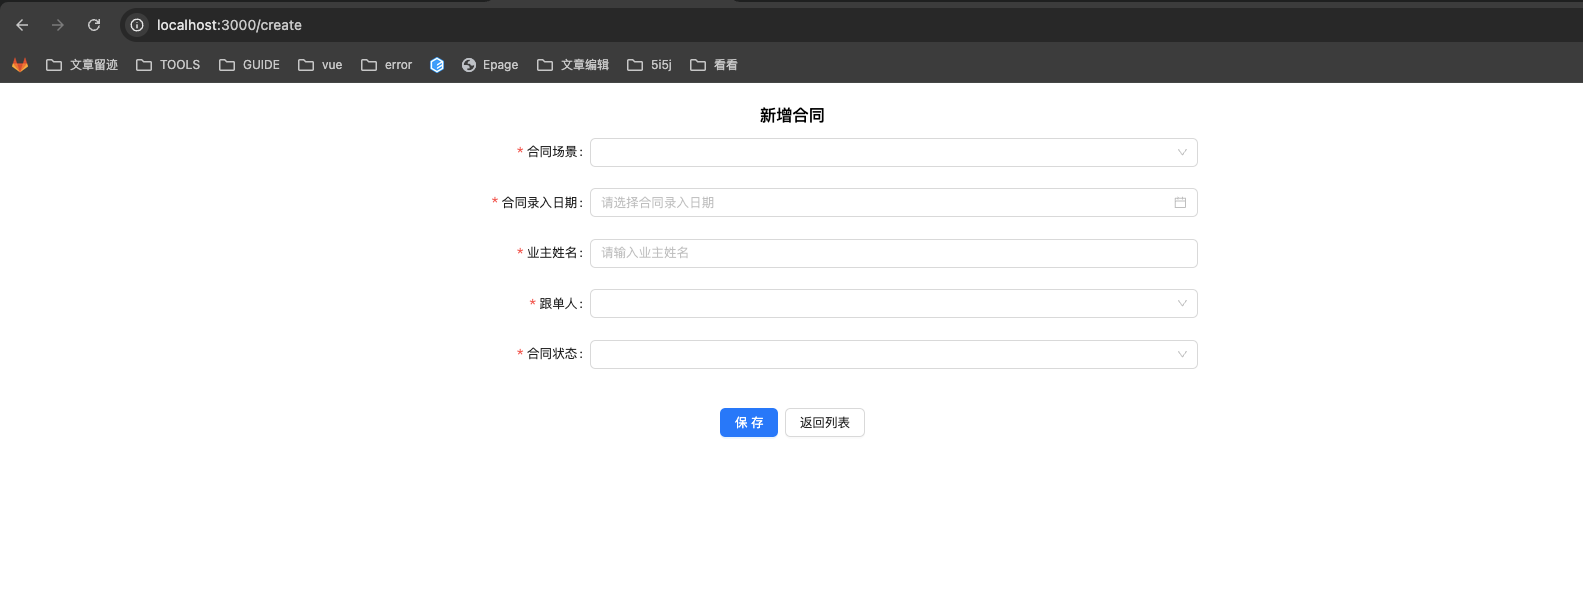 localhost:3000/create
文章留迹 TOOLS GUIDE vue error Epage 文章编辑 5i5j 看看
新增合同
* 合同场景:
* 合同录入日期: 请选择合同录入日期
* 业主姓名: 请输入业主姓名
* 跟单人:
* 合同状态:
保 存 返回列表